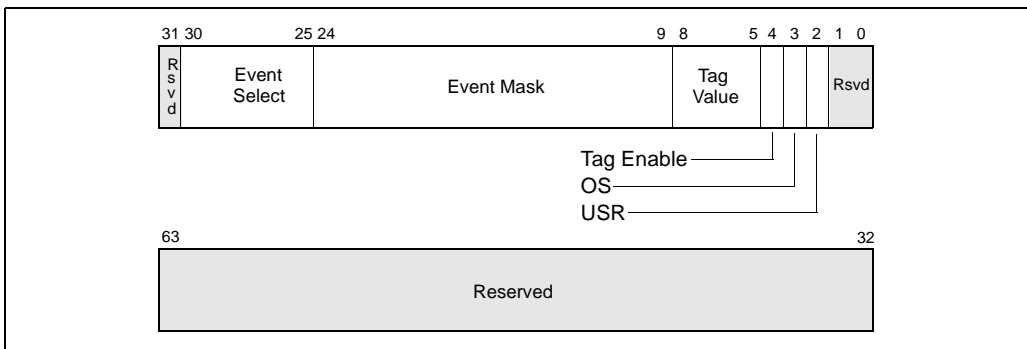 31 30 25 24 9 8 5 4 3 2 1 0
Rsvd
Event
Select
Event Mask
Tag
Value
Rsvd
Tag Enable
OS
USR
63 32
Reserved